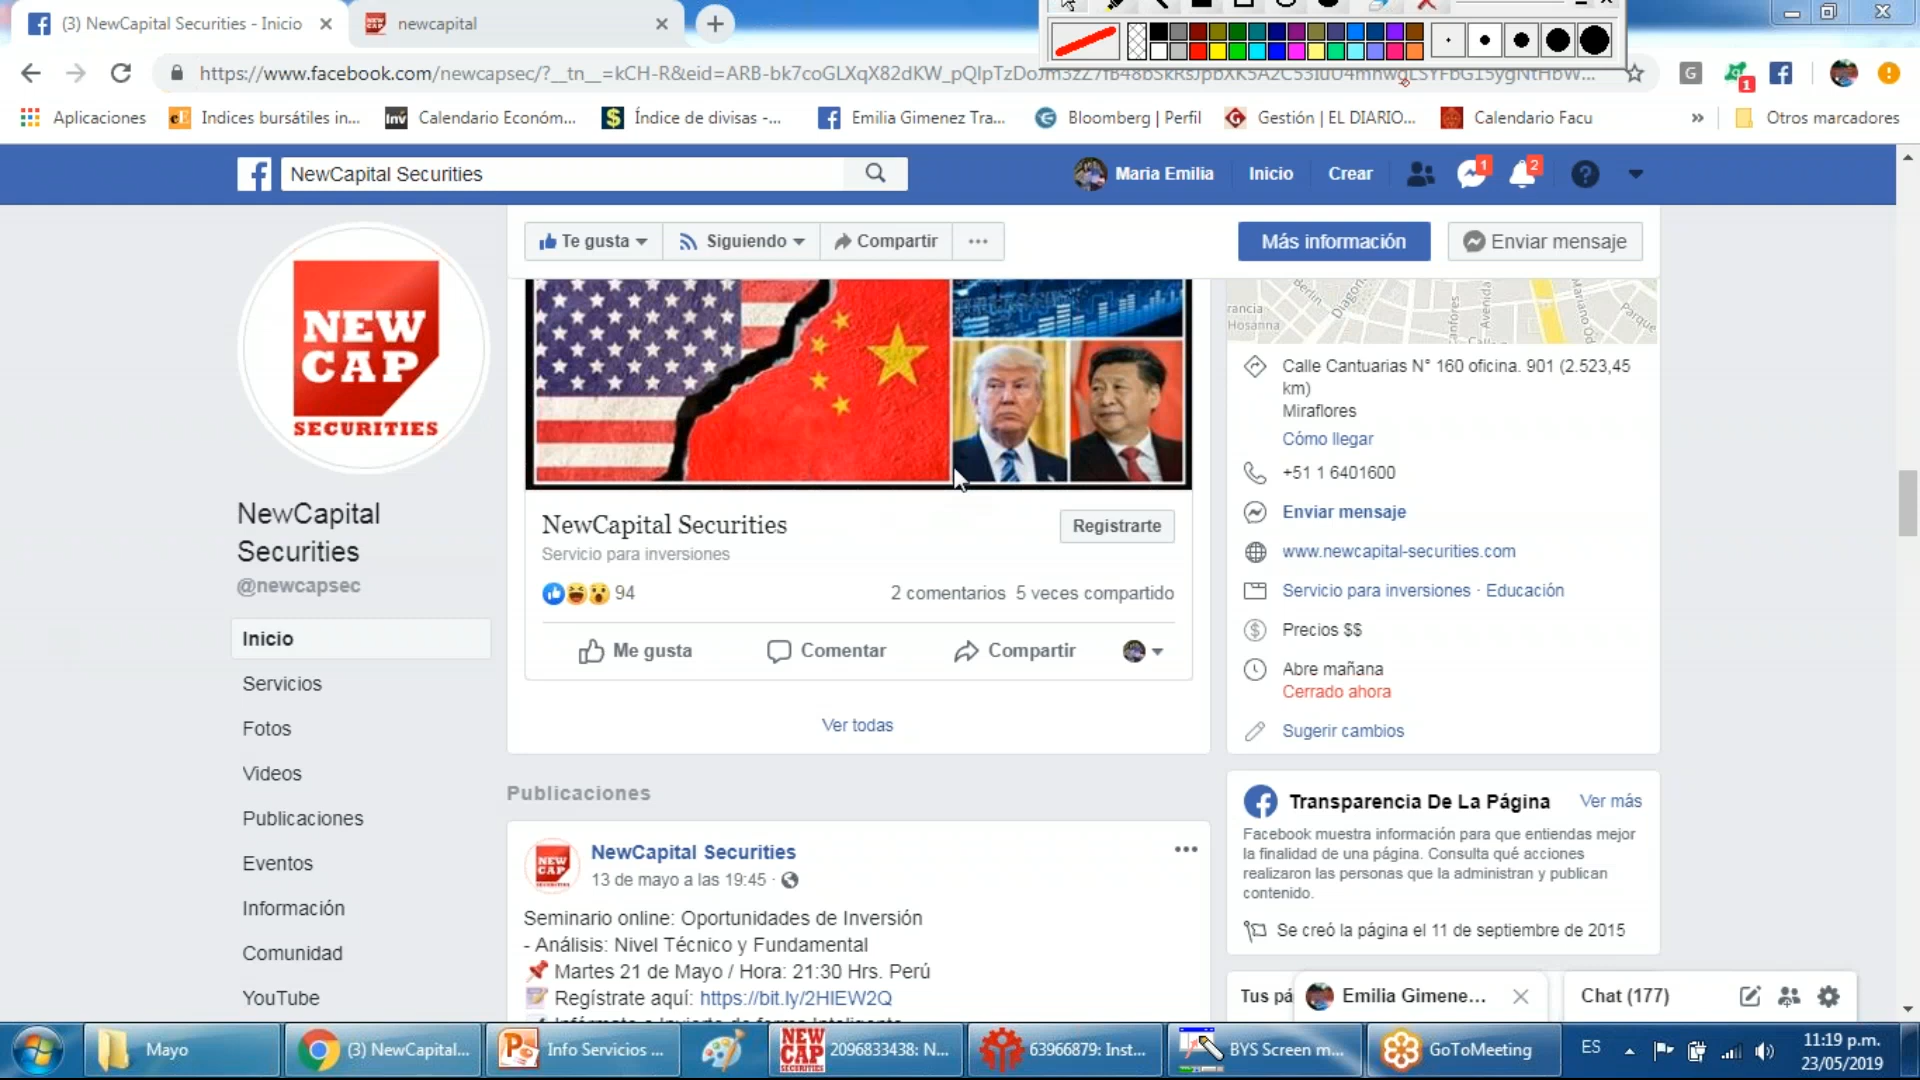 (3) NewCapital Securities - Inicio
newcapital
Aplicaciones
Indices bursátiles in...
Calendario Económ...
Índice de divisas -...
Emilia Gimenez Tra...
Bloomberg | Perfil
Gestión | EL DIARIO...
Calendario Facu
Otros marcadores
NewCapital Securities
Maria Emilia
Inicio
Crear
1
2
Te gusta
Siguiendo
Compartir
Más información
Enviar mensaje
NEW
CAP
SECURITIES
NewCapital
Securities
@newcapsec
Inicio
Servicios
Fotos
Videos
Publicaciones
Eventos
Información
Comunidad
YouTube
NewCapital Securities
Registrarte
Servicio para inversiones
94
2 comentarios 5 veces compartido
Me gusta
Comentar
Compartir
Ver todas
Publicaciones
NewCapital Securities
13 de mayo a las 19:45 ·
Seminario online: Oportunidades de Inversión
- Análisis: Nivel Técnico y Fundamental
Martes 21 de Mayo / Hora: 21:30 Hrs. Perú
Regístrate aquí: https://bit.ly/2HIEW2Q
Berlin
Calle Cantuarias N° 160 oficina. 901 (2.523,45
km)
Miraflores
Cómo llegar
+51 1 6401600
Enviar mensaje
www.newcapital-securities.com
Servicio para inversiones · Educación
Precios $$
Abre mañana
Cerrado ahora
Sugerir cambios
Transparencia De La Página
Ver más
Facebook muestra información para que entiendas mejor
la finalidad de una página. Consulta qué acciones
realizaron las personas que la administran y publican
contenido.
Se creó la página el 11 de septiembre de 2015
Tus pá
Emilia Gimene...
Chat (177)
Mayo
(3) NewCapital...
Info Servicios ...
2096833438: N...
63966879: Inst...
BYS Screen m...
GoToMeeting
ES
11:19 p.m.
23/05/2019